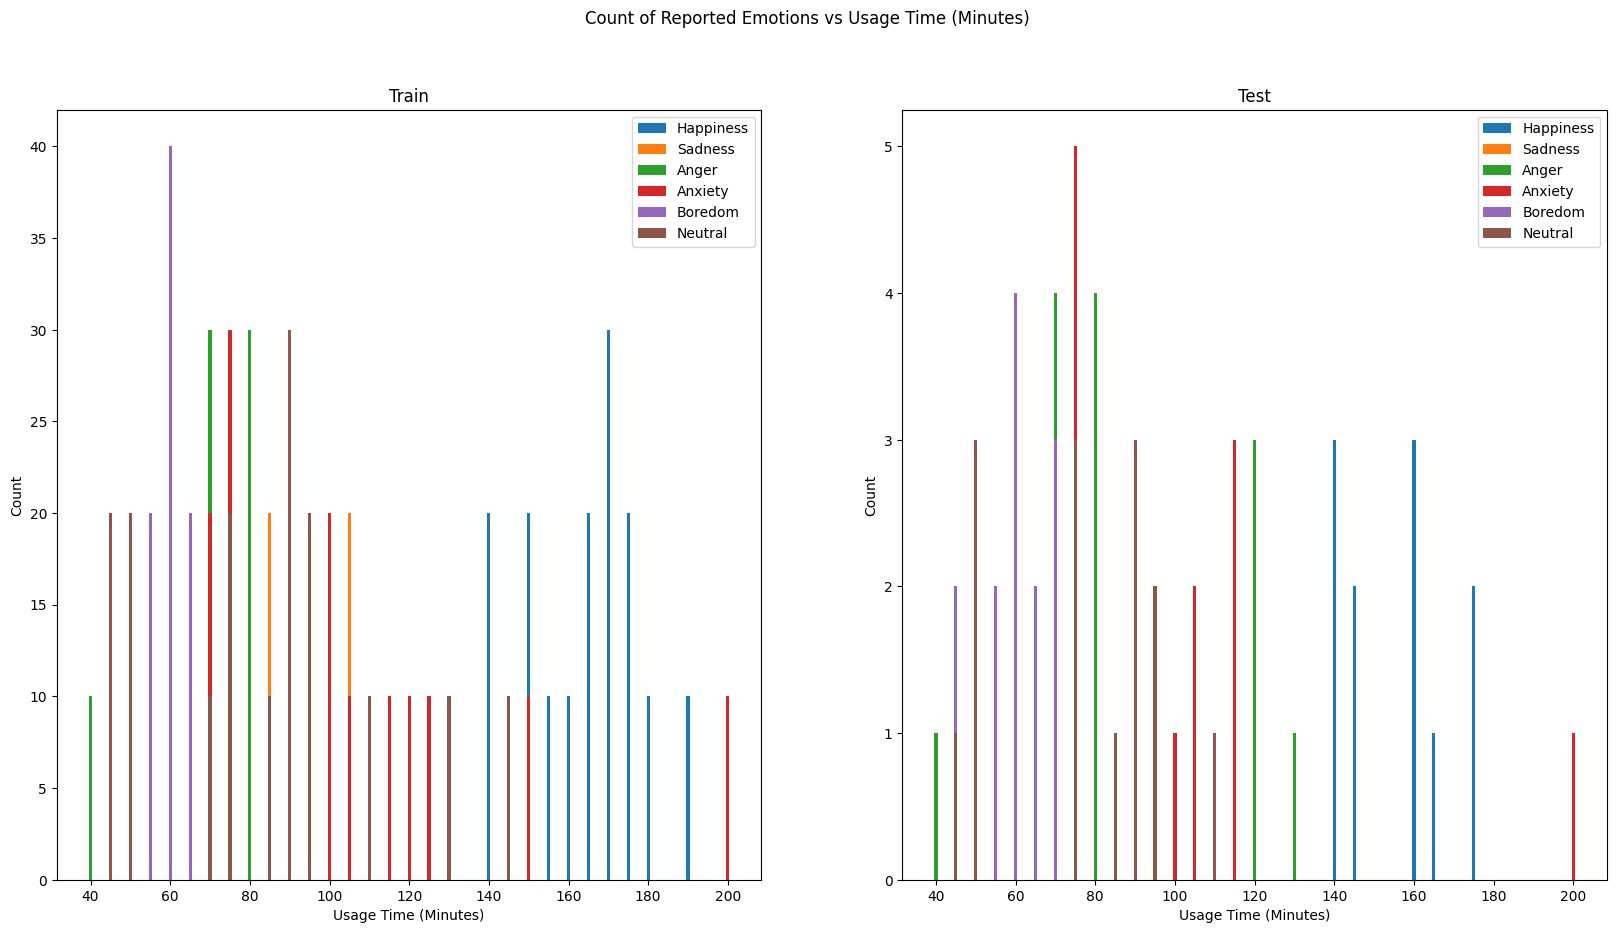 Count of Reported Emotions vs Usage Time (Minutes)
Train
Count
40
35
30
25
20
15
10
5
0
Happiness
Sadness
Anger
Anxiety
Boredom
Neutral
40 60 80 100 120 140 160 180 200
Usage Time (Minutes)
Test
Count
5
4
3
2
1
0
Happiness
Sadness
Anger
Anxiety
Boredom
Neutral
40 60 80 100 120 140 160 180 200
Usage Time (Minutes)